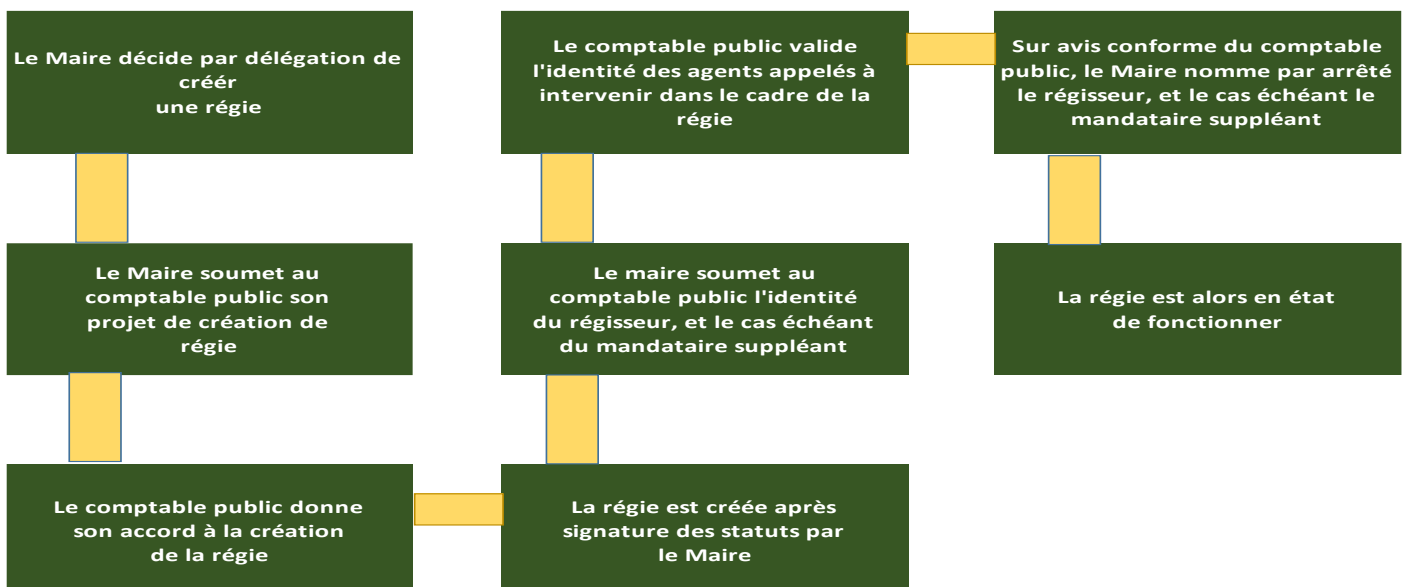 Le Maire décide par délégation de
créér
une régie
Le Maire soumet au
comptable public son
projet de création de
régie
Le comptable public donne
son accord à la création
de la régie
La régie est créée après
signature des statuts par
le Maire
Le maire soumet au
comptable public l'identité
du régisseur, et le cas échéant
du mandataire suppléant
Le comptable public valide
l'identité des agents appelés à
intervenir dans le cadre de la
régie
Sur avis conforme du comptable
public, le Maire nomme par arrêté
le régisseur, et le cas échéant le
mandataire suppléant
La régie est alors en état
de fonctionner